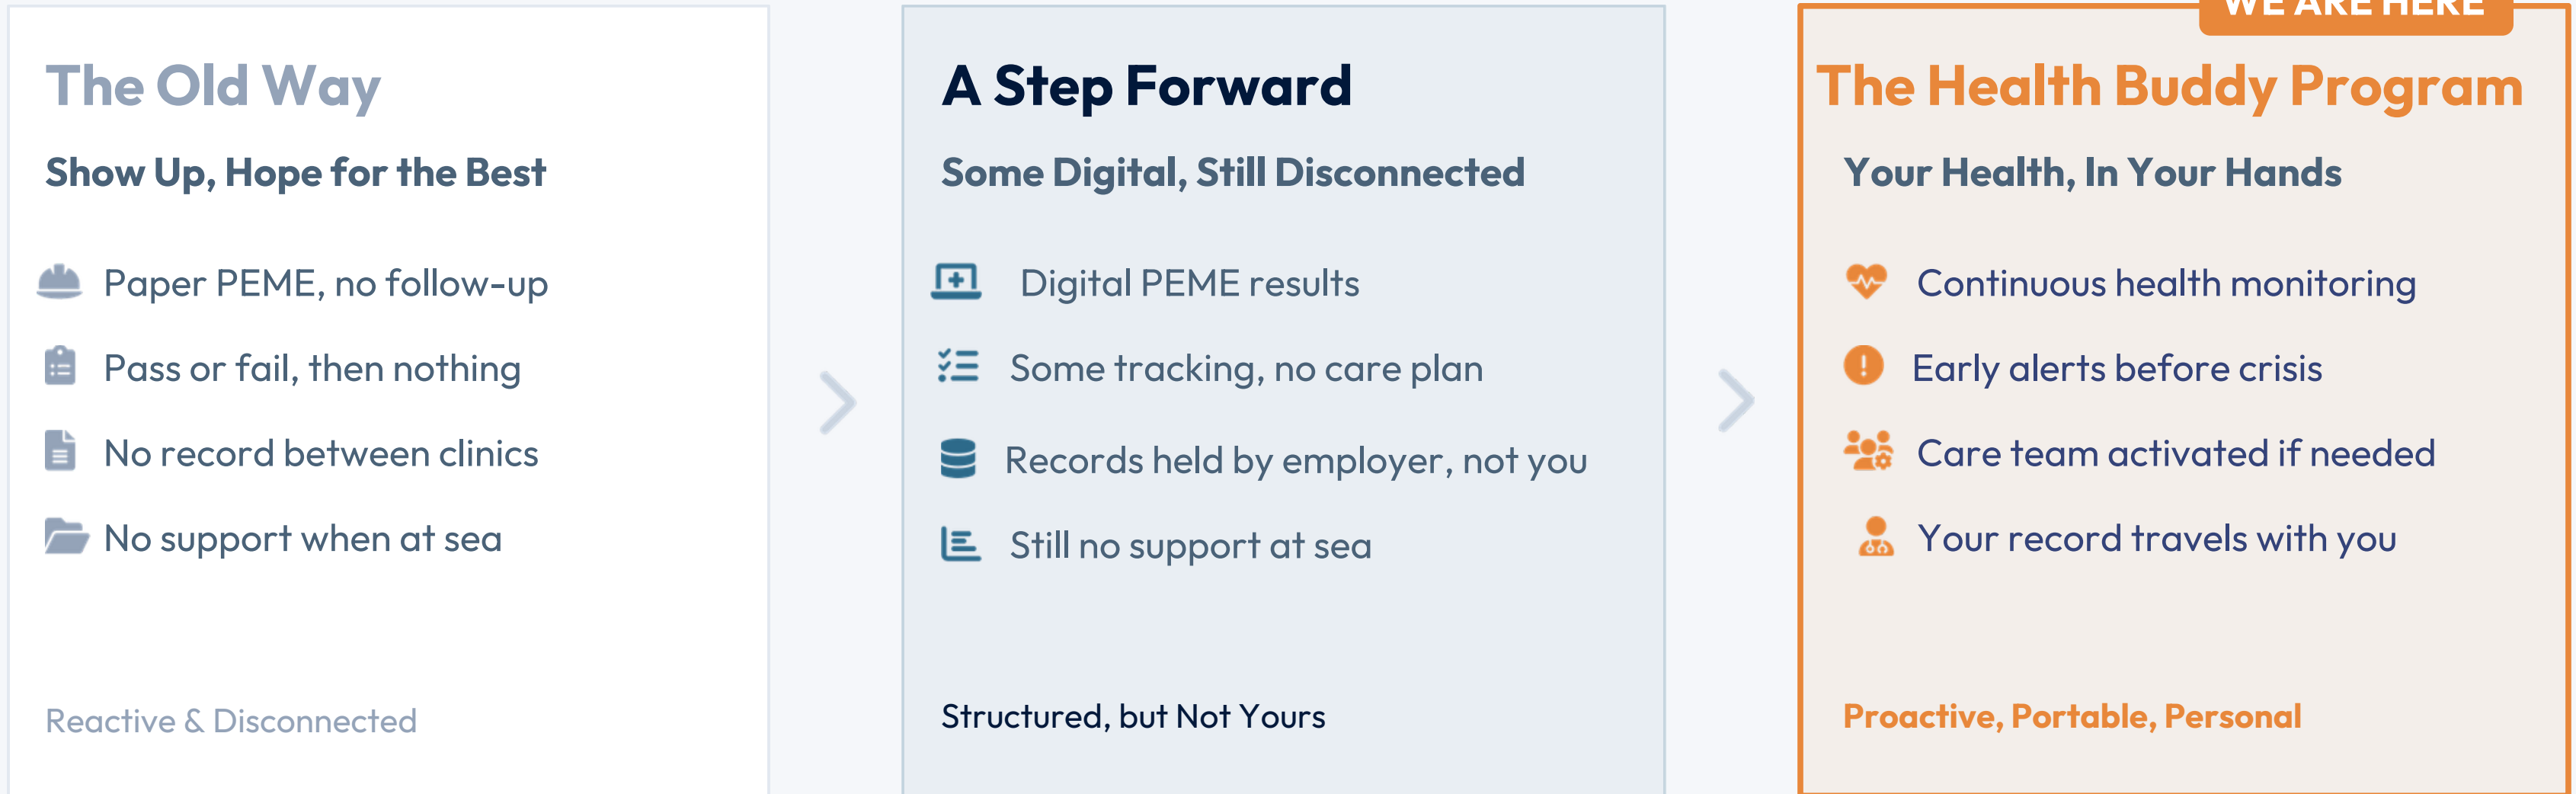 The Old Way
Show Up, Hope for the Best
Paper PEME, no follow-up
Pass or fail, then nothing
No record between clinics
No support when at sea
Reactive & Disconnected
A Step Forward
Some Digital, Still Disconnected
Digital PEME results
Some tracking, no care plan
Records held by employer, not you
Still no support at sea
Structured, but Not Yours
WE ARE HERE
The Health Buddy Program
Your Health, In Your Hands
Continuous health monitoring
Early alerts before crisis
Care team activated if needed
Your record travels with you
Proactive, Portable, Personal